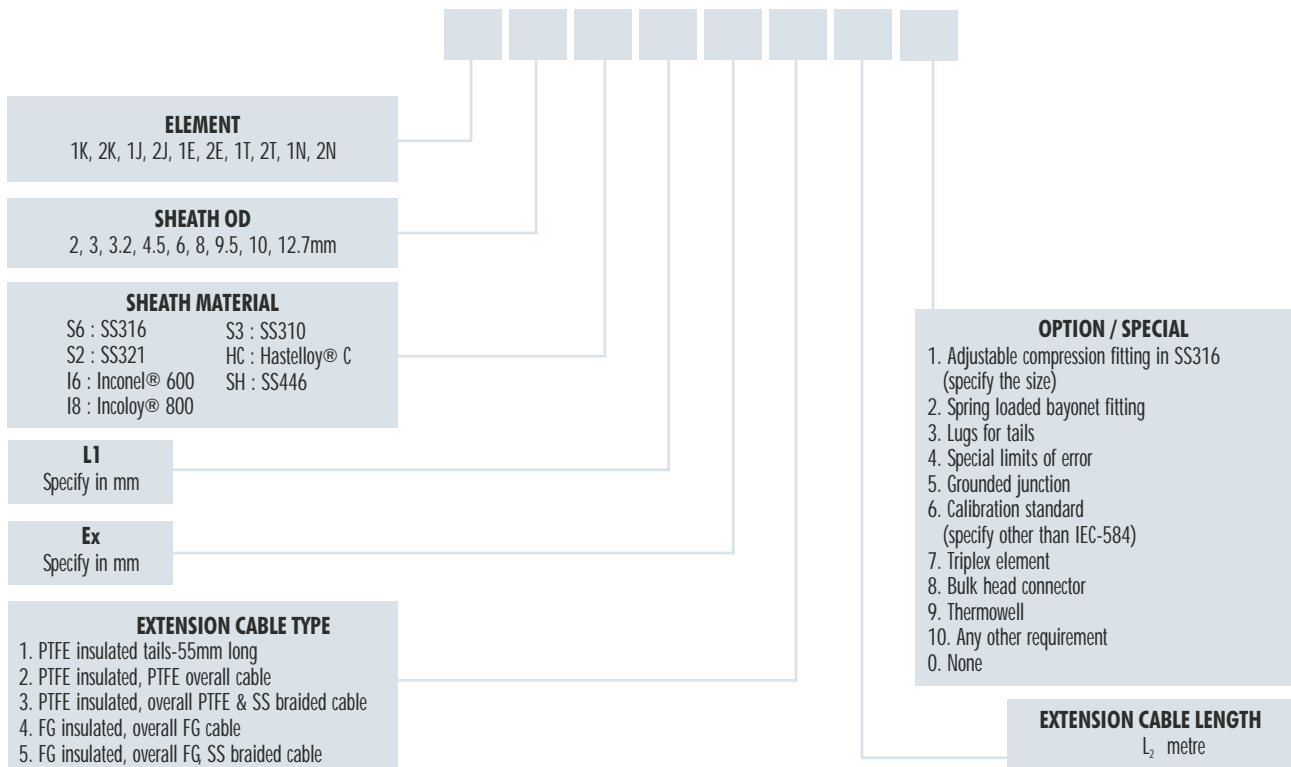 ELEMENT
1K, 2K, 1J, 2J, 1E, 2E, 1T, 2T, 1N, 2N
SHEATH OD
2, 3, 3.2, 4.5, 6, 8, 9.5, 10, 12.7mm
SHEATH MATERIAL
S6 : SS316
S2 : SS321
I6 : Inconel® 600
I8 : Incoloy® 800
S3 : SS310
HC : Hastelloy® C
SH : SS446
L1
Specify in mm
Ex
Specify in mm
EXTENSION CABLE TYPE
1. PTFE insulated tails-55mm long
2. PTFE insulated, PTFE overall cable
3. PTFE insulated, overall PTFE & SS braided cable
4. FG insulated, overall FG cable
5. FG insulated, overall FG, SS braided cable
OPTION / SPECIAL
1. Adjustable compression fitting in SS316
(specify the size)
2. Spring loaded bayonet fitting
3. Lugs for tails
4. Special limits of error
5. Grounded junction
6. Calibration standard
(specify other than IEC-584)
7. Triplex element
8. Bulk head connector
9. Thermowell
10. Any other requirement
0. None
EXTENSION CABLE LENGTH
L₂ metre